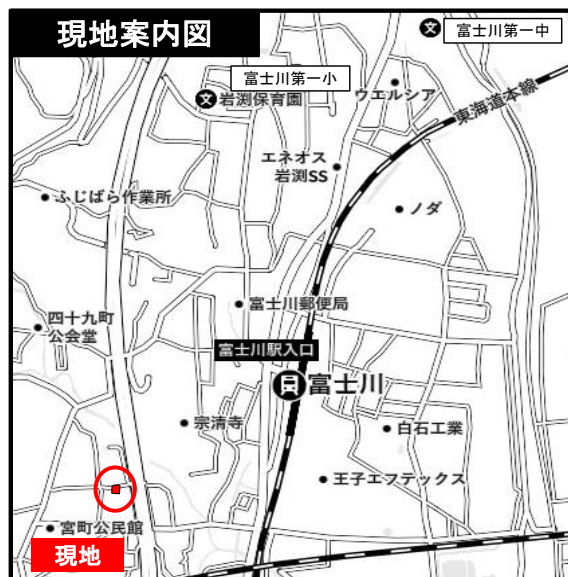 現地案内図
富士川第一中
富士川第一小
岩渕保育園
ウエルシア
東海道本線
エネオス
岩渕SS
ふじばら作業所
ノダ
富士川郵便局
四十九町
公会堂
富士川駅入口
富士川
宗清寺
白石工業
王子エフテックス
宮町公民館
現地